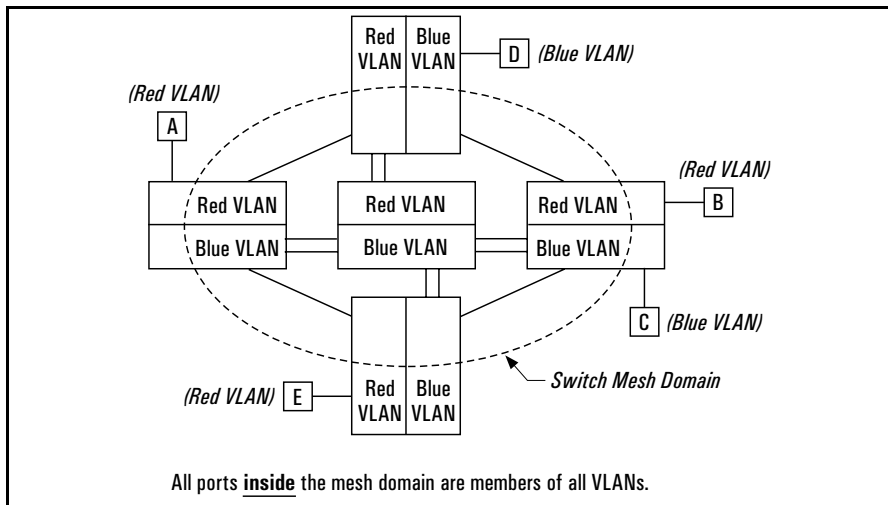 Red VLAN
Blue VLAN
D (Blue VLAN)
(Red VLAN)
A
(Red VLAN)
Red VLAN
Red VLAN
Red VLAN
B
Blue VLAN
Blue VLAN
Blue VLAN
C (Blue VLAN)
Switch Mesh Domain
(Red VLAN) E
Red VLAN
Blue VLAN
All ports inside the mesh domain are members of all VLANs.